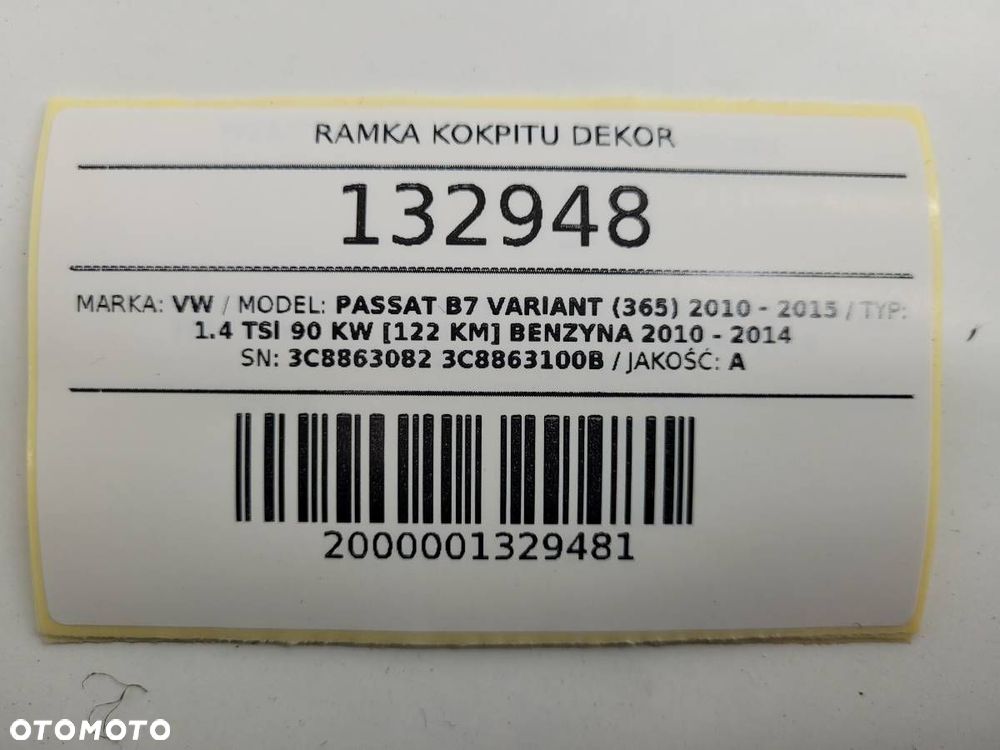 RAMKA KOKPITU DEKOR
132948
MARKA: VW / MODEL: PASSAT B7 VARIANT (365) 2010 - 2015 / TYP:
1.4 TSI 90 KW [122 KM] BENZYNA 2010 - 2014
SN: 3C8863082 3C8863100B / JAKOŚĆ: A
2000001329481
OTOMOTO